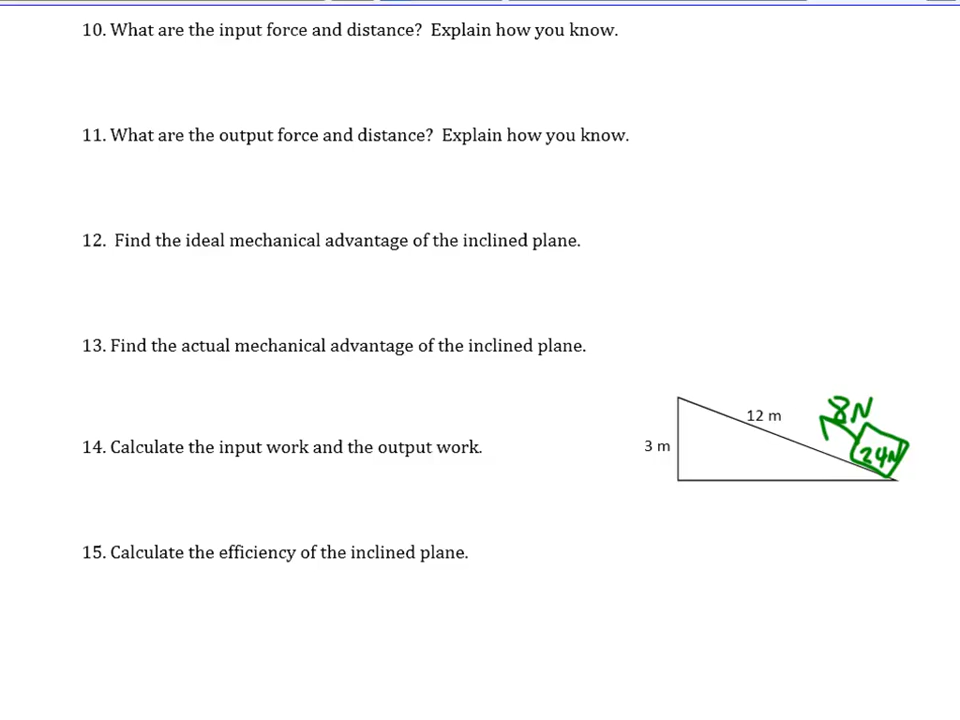 10. What are the input force and distance?  Explain how you know.
11. What are the output force and distance?  Explain how you know.
12.  Find the ideal mechanical advantage of the inclined plane.
13. Find the actual mechanical advantage of the inclined plane.
12 m
8N
14. Calculate the input work and the output work.
3 m
24N
15. Calculate the efficiency of the inclined plane.